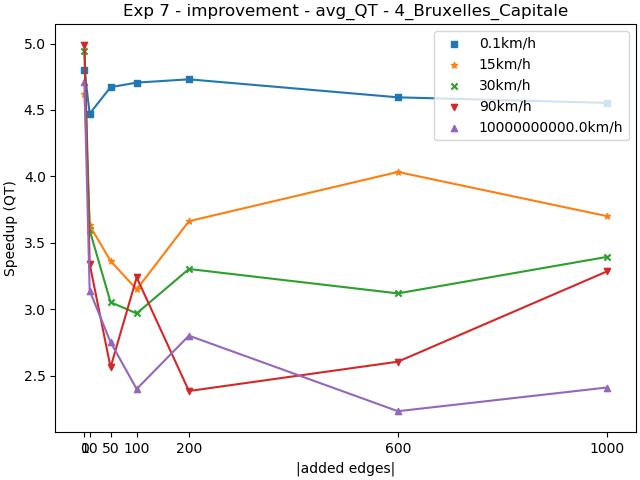 Exp 7 - improvement - avg_QT - 4_Bruxelles_Capitale
Speedup (QT)
5.0
4.5
4.0
3.5
3.0
2.5
0.1km/h
15km/h
30km/h
90km/h
10000000000.0km/h
0 10 50 100 200 600 1000
|added edges|